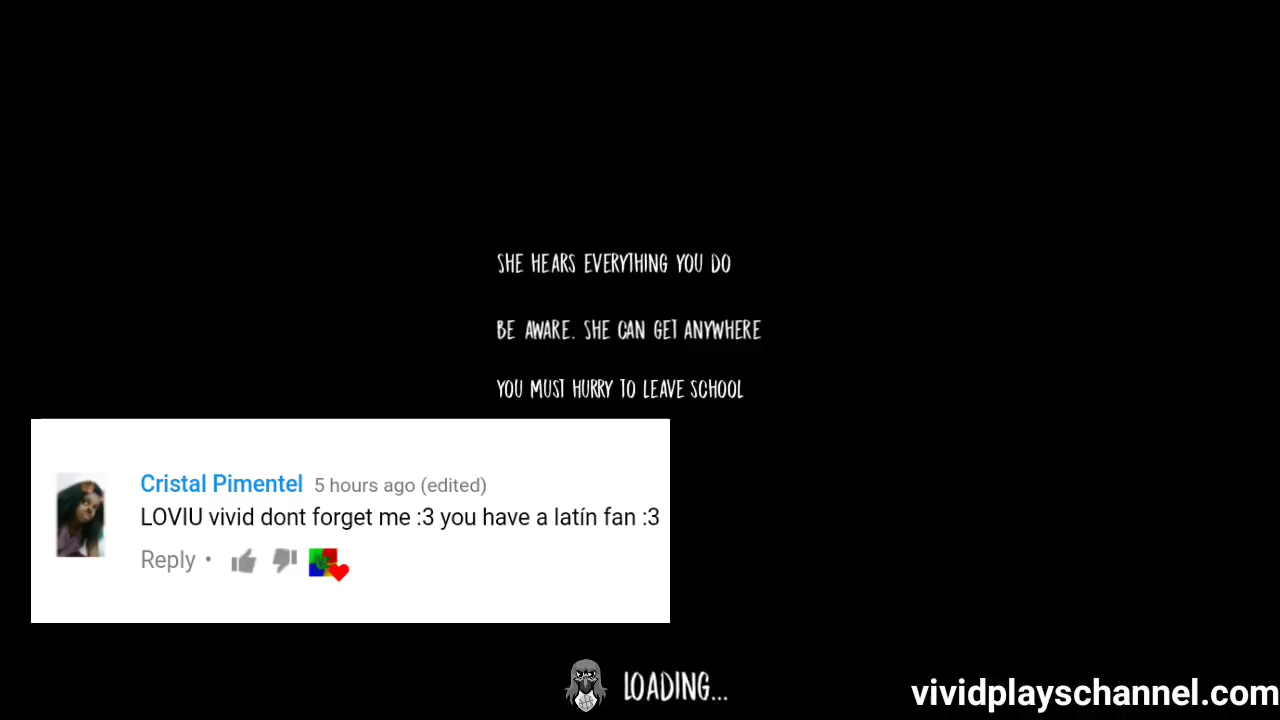 SHE HEARS EVERYTHING YOU DO
BE AWARE. SHE CAN GET ANYWHERE
YOU MUST HURRY TO LEAVE SCHOOL
Cristal Pimentel 5 hours ago (edited)
LOVIU vivid dont forget me :3 you have a latín fan :3
Reply •
LOADING...
vividplayschannel.com